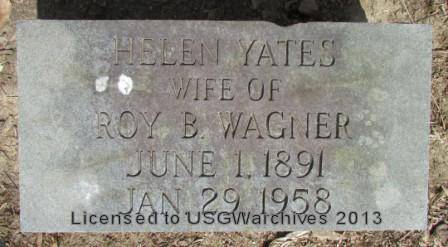 HELEN YATES
WIFE OF
ROY B. WAGNER
JUNE 1, 1891
JAN 29 1958
Licensed to USGWarchives 2013